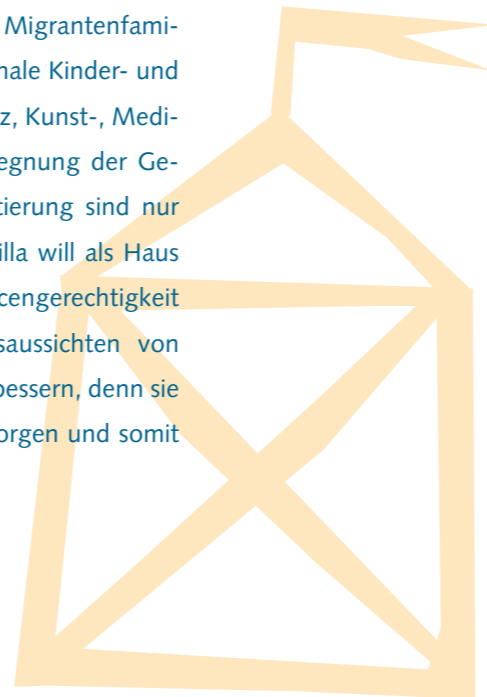 Migrantenfami-
nale Kinder- und
z, Kunst-, Medi-
egnung der Ge-
tierung sind nur
illa will als Haus
cengerechtigkeit
saussichten von
bessern, denn sie
orgen und somit